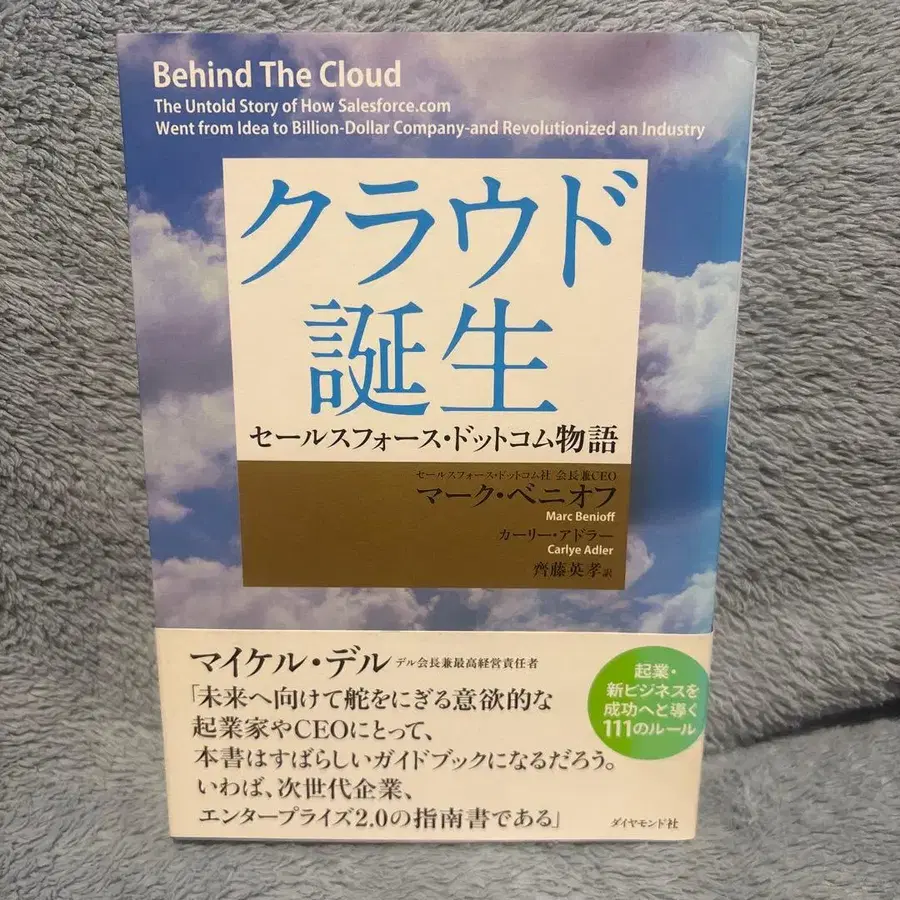 Behind The Cloud
The Untold Story of How Salesforce.com
Went from Idea to Billion-Dollar Company-and Revolutionized an Industry
クラウド
誕生
セールスフォース・ドットコム物語
セールスフォース・ドットコム社/会長兼CEO
マーク・ベニオフ
Marc Benioff
カーリー・アドラー
Carlye Adler
齊藤英孝 訳
マイケル・デル デル会長兼最高経営責任者
「未来へ向けて舵をにぎる意欲的な
起業家やCEOにとって、
本書はすばらしいガイドブックになるだろう。
いわば、次世代企業、
エンタープライズ2.0の指南書である」
起業・
新ビジネスを
成功へと導く
111のルール
ダイヤモンド社